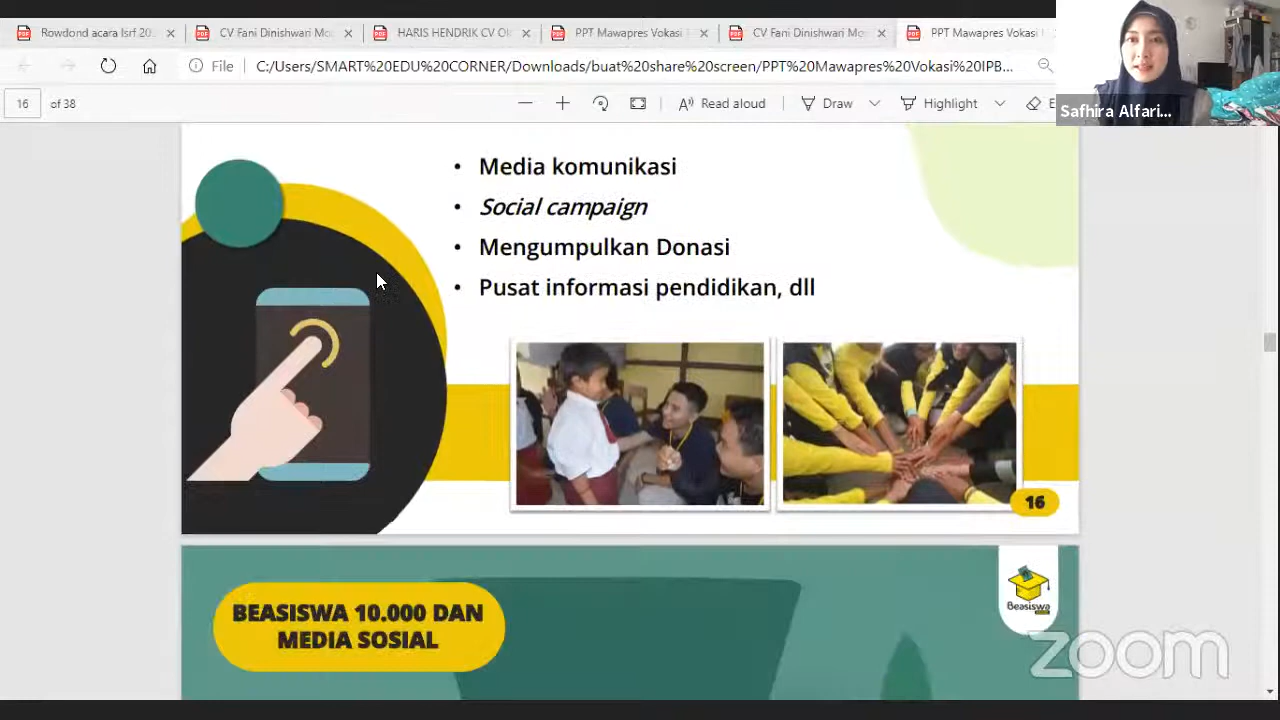 Rowdond acara Isrf 20...
CV Fani Dinishwari Mo
HARIS HENDRIK CV Ol
PPT Mawapres Vokasi
CV Fani Dinishwari Mo
PPT Mawapres Vokasi
File
C:/Users/SMART%20EDU%20CORNER/Downloads/buat%20share%20screen/PPT%20Mawapres%20Vokasi%20IPB...
16 of 38
Read aloud
Draw
Highlight
E
Safhira Alfari...
• Media komunikasi
• Social campaign
• Mengumpulkan Donasi
• Pusat informasi pendidikan, dll
16
BEASISWA 10.000 DAN
MEDIA SOSIAL
Beasiswa
zoom